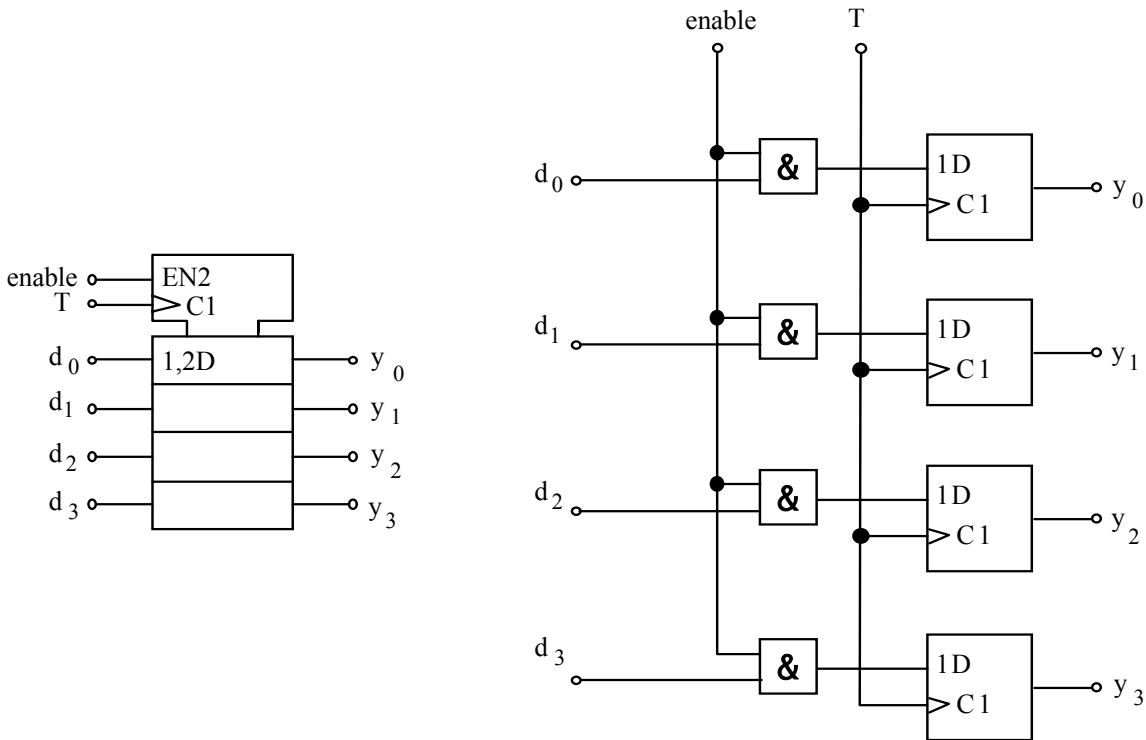 enable
EN2
T
C1
d0
1,2D
y0
d1
y1
d2
y2
d3
y3
enable
T
d0
&
1D
C1
y0
d1
&
1D
C1
y1
d2
&
1D
C1
y2
d3
&
1D
C1
y3